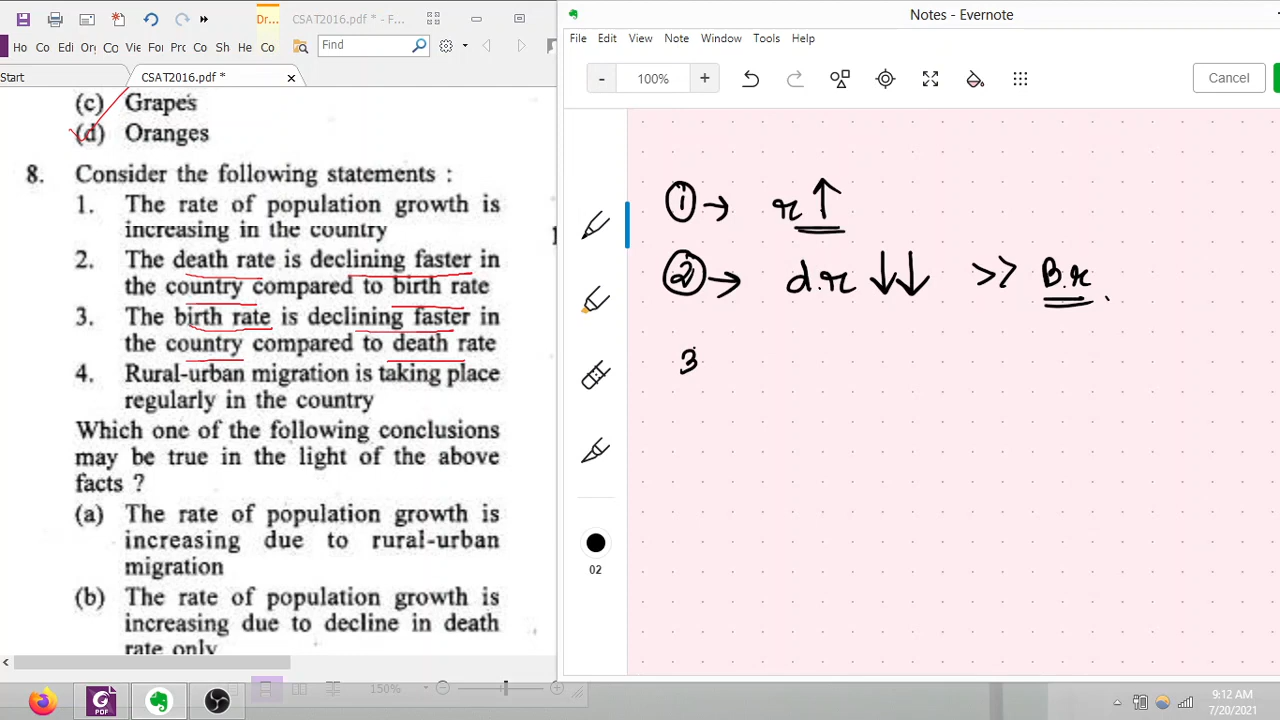 Dr...
CSAT2016.pdf * - F...
Ho Co Edi Org Co Vie Foi Prc Co Sh He Co
Find
Start
CSAT2016.pdf *
(c) Grapes
(d) Oranges
8. Consider the following statements :
1. The rate of population growth is
increasing in the country
2. The death rate is declining faster in
the country compared to birth rate
3. The birth rate is declining faster in
the country compared to death rate
4. Rural-urban migration is taking place
regularly in the country
Which one of the following conclusions
may be true in the light of the above
facts ?
(a) The rate of population growth is
increasing due to rural-urban
migration
(b) The rate of population growth is
increasing due to decline in death
rate only
150%
Notes - Evernote
File Edit View Note Window Tools Help
- 100% +
Cancel
① → r ↑
② → d.r ↓↓ >> B.r
3
02
PDF
9:12 AM
7/20/2021